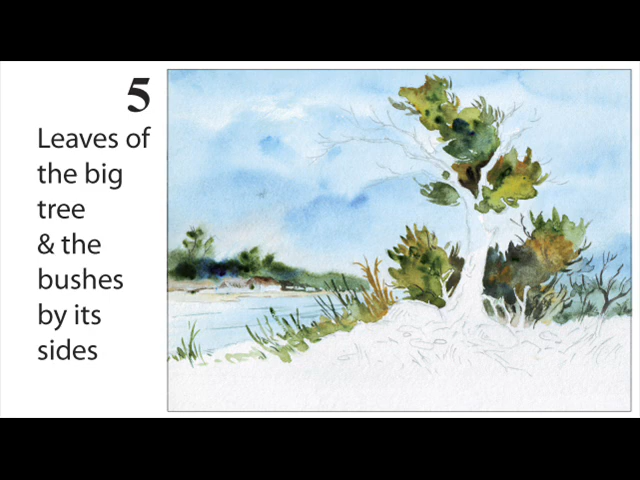 5
Leaves of
the big
tree
& the
bushes
by its
sides